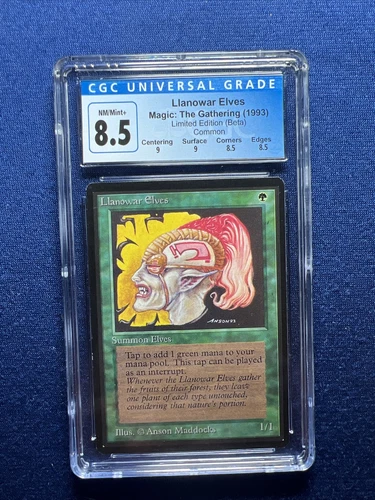 CGC UNIVERSAL GRADE
NM/Mint+
8.5
Llanowar Elves
Magic: The Gathering (1993)
Limited Edition (Beta)
Common
Centering Surface Corners Edges
9 9 8.5 8.5
Llanowar Elves
ANSON93
Summon Elves
Tap to add 1 green mana to your
mana pool. This tap can be played
as an interrupt.
Whenever the Llanowar Elves gather
the fruits of their forest, they leave
one plant of each type untouched,
considering that nature's portion.
Illus. © Anson Maddocks
1/1